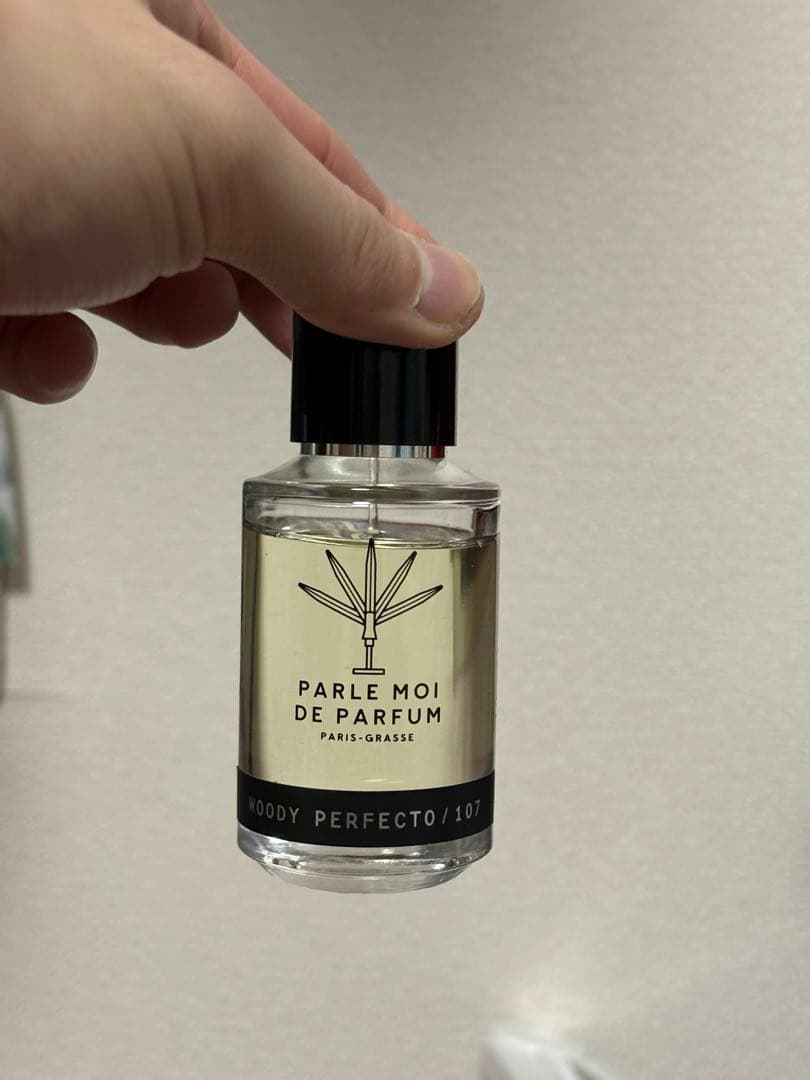 PARLE MOI
DE PARFUM
PARIS-GRASSE
WOODY PERFECTO/107